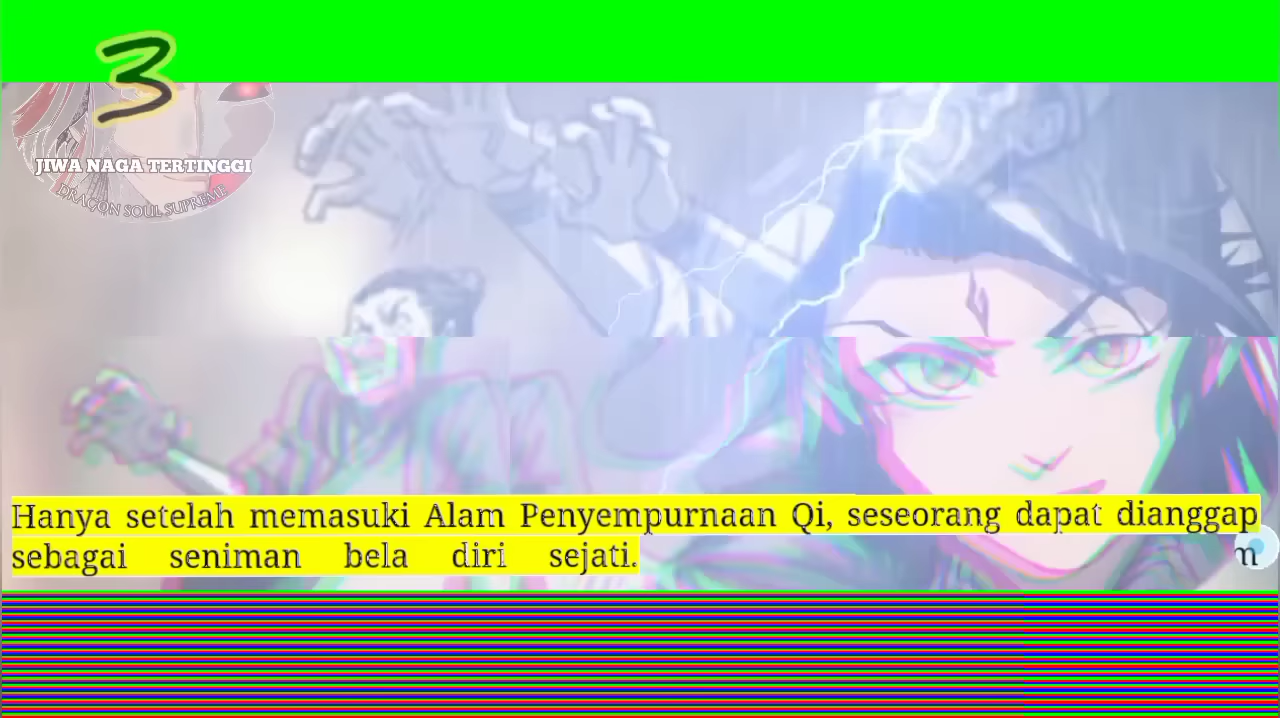 3
JIWA NAGA TERTINGGI
DRAGON SOUL SUPREME
Hanya setelah memasuki Alam Penyempurnaan Qi, seseorang dapat dianggap
sebagai seniman bela diri sejati. m